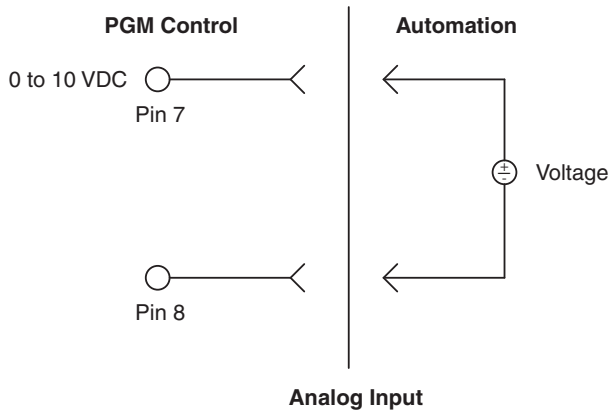 PGM Control
Automation
0 to 10 VDC
Pin 7
+
-
Voltage
Pin 8
Analog Input